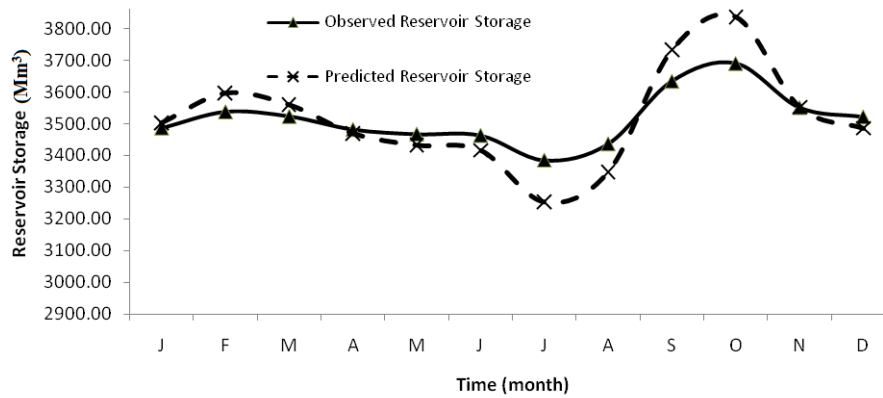 Observed Reservoir Storage
Predicted Reservoir Storage
Reservoir Storage (Mm³)
3800.00
3700.00
3600.00
3500.00
3400.00
3300.00
3200.00
3100.00
3000.00
2900.00
J F M A M J J A S O N D
Time (month)